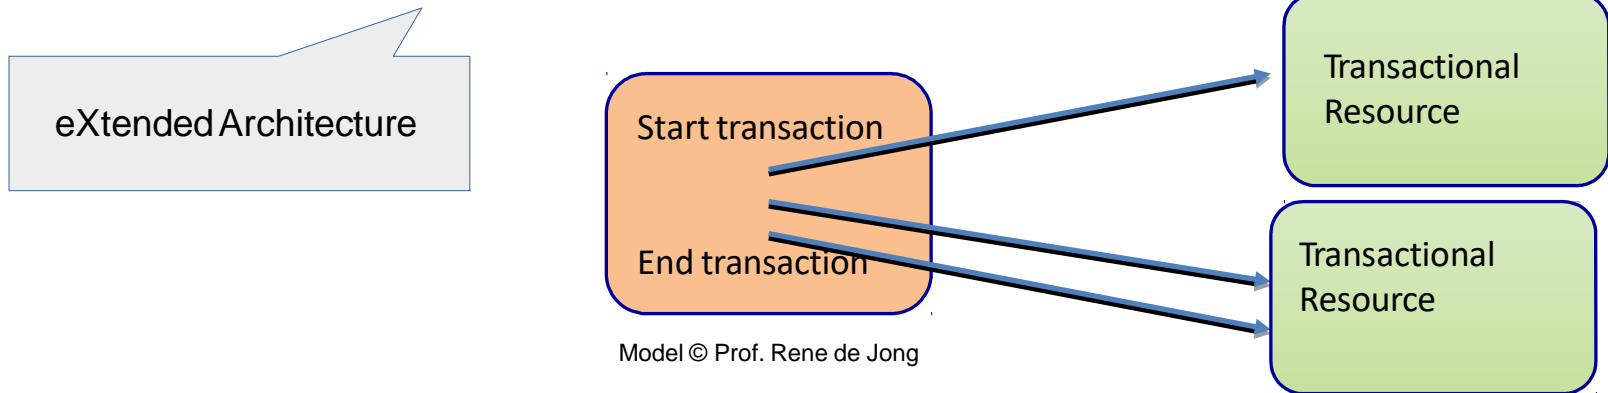 eXtended Architecture
Start transaction
End transaction
Model © Prof. Rene de Jong
Transactional
Resource
Transactional
Resource